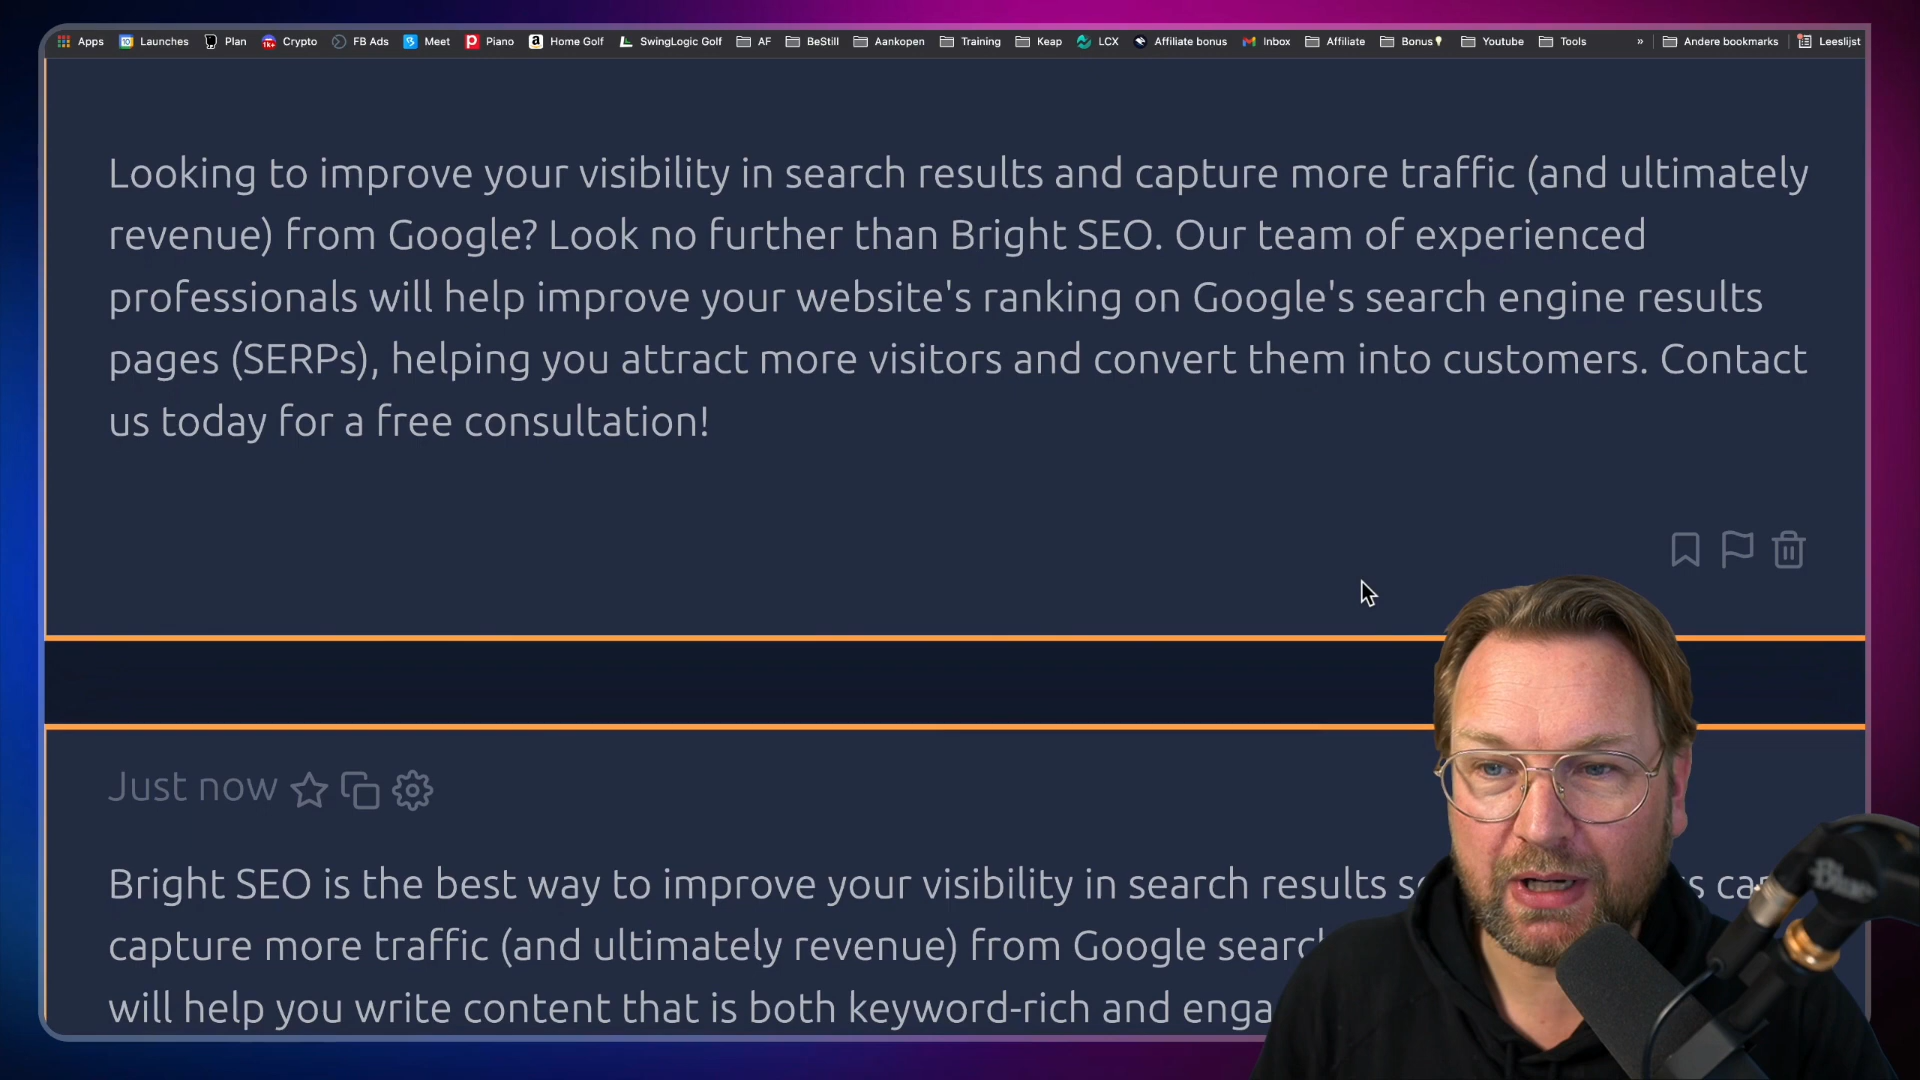 Apps Launches Plan Crypto FB Ads Meet Piano Home Golf SwingLogic Golf AF BeStill Aankopen Training Keap LCX Affiliate bonus Inbox Affiliate Bonus Youtube Tools » Andere bookmarks Leeslijst
Looking to improve your visibility in search results and capture more traffic (and ultimately
revenue) from Google? Look no further than Bright SEO. Our team of experienced
professionals will help improve your website's ranking on Google's search engine results
pages (SERPs), helping you attract more visitors and convert them into customers. Contact
us today for a free consultation!
Just now
Bright SEO is the best way to improve your visibility in search results
capture more traffic (and ultimately revenue) from Google
will help you write content that is both keyword-rich and
Blue